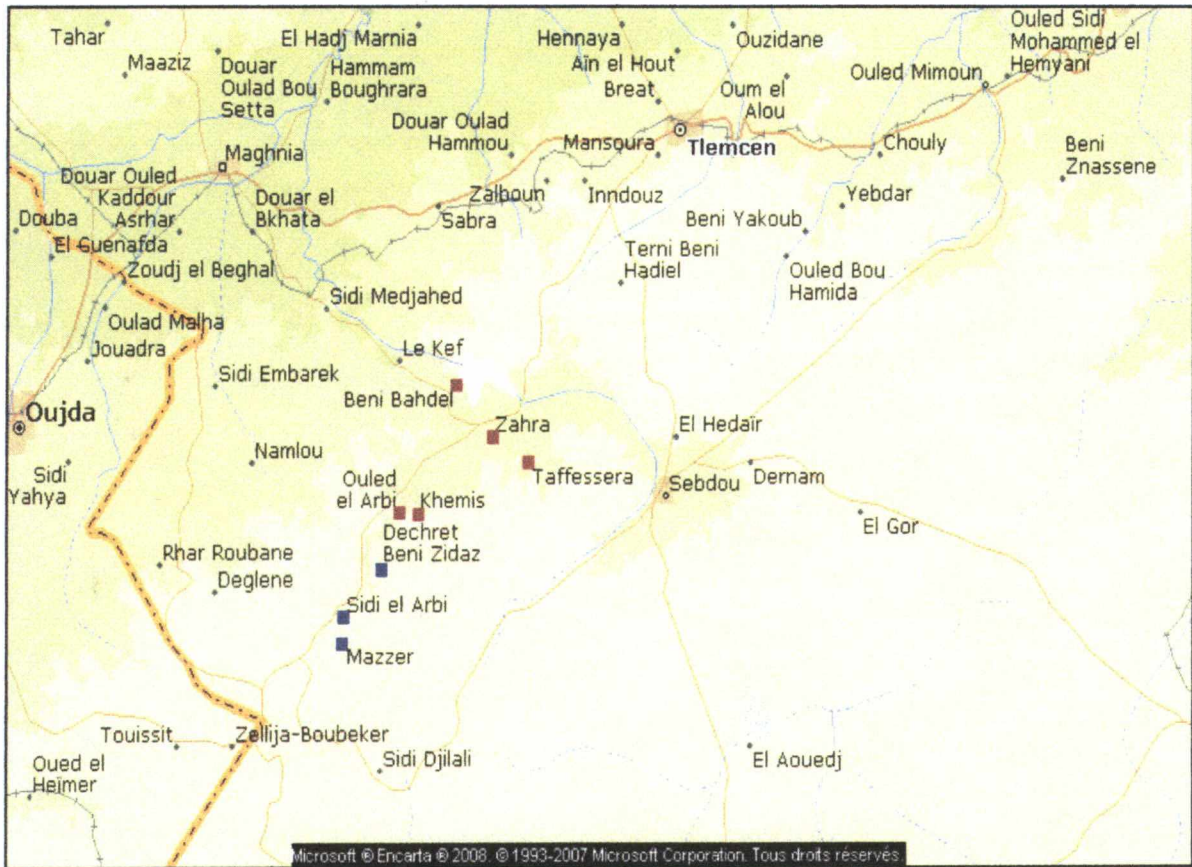 Tahar
Maaziz
Douar
Oulad Bou
Setta
El Hadj Marnia
Hammam
Boughrara
Hennaya
Aïn el Hout
Breat
Ouzidane
Oum el
Alou
Ouled Mimoun
Ouled Sidi
Mohammed el
Hemyani
Douar Oulad
Hammou
Mansoura
Tlemcen
Chouly
Beni
Znassene
Maghnia
Douar Ouled
Kaddour
Asrhar
Douar el
Bkhata
Zalboun
Sabra
Inndouz
Yebdar
Beni Yakoub
Douba
El Guenafda
Zoudj el Beghal
Terni Beni
Hadiel
Ouled Bou
Hamida
Sidi Medjahed
Oulad Malha
Jouadra
Le Kef
Sidi Embarek
Beni Bahdel
Oujda
Zahra
El Hedaïr
Sidi
Yahya
Namlou
Taffessera
Dernam
Ouled
el Arbi
Khemis
Sebdou
El Gor
Dechret
Beni Zidaz
Rhar Roubane
Deglene
Sidi el Arbi
Mazzer
Touissit
Zellija-Boubeker
Sidi Djilali
El Aouedj
Oued el
Heïmer
Microsoft ® Encarta ® 2008. © 1993-2007 Microsoft Corporation. Tous droits réservés.